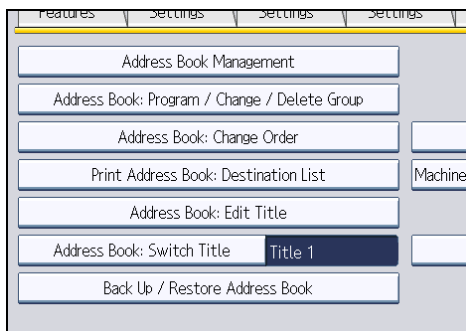 Features Settings Settings Settings
Address Book Management
Address Book: Program / Change / Delete Group
Address Book: Change Order
Print Address Book: Destination List Machine
Address Book: Edit Title
Address Book: Switch Title Title 1
Back Up / Restore Address Book